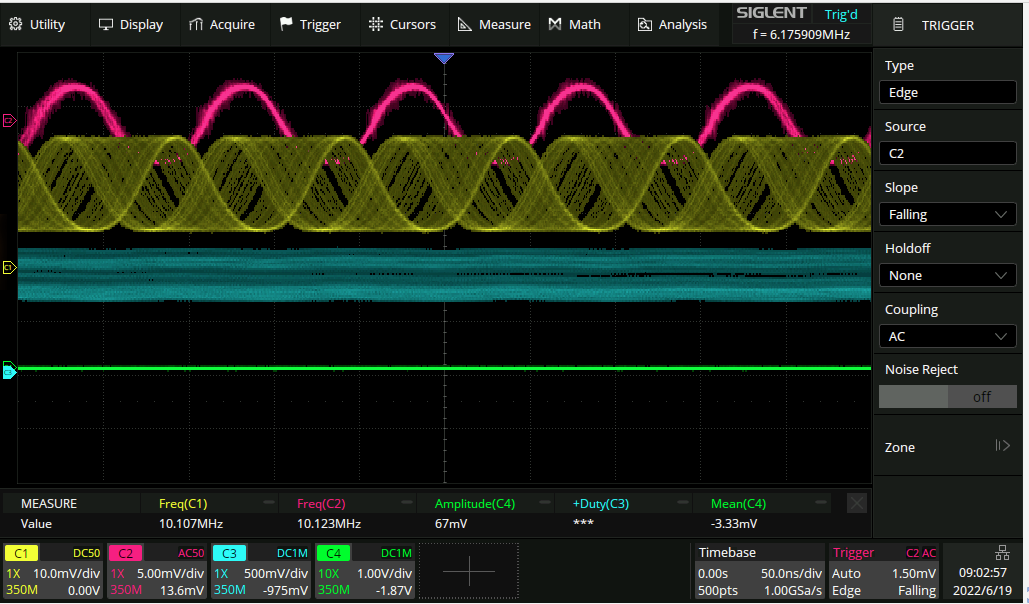 Utility Display Acquire Trigger Cursors Measure Math Analysis SIGLENT Trig'd TRIGGER
f = 6.175909MHz
Type
Edge
Source
C2
Slope
Falling
Holdoff
None
Coupling
AC
Noise Reject
off
Zone
C2
C1
MEASURE Freq(C1) Freq(C2) Amplitude(C4) +Duty(C3) Mean(C4)
Value 10.107MHz 10.123MHz 67mV *** -3.33mV
C1 DC50 C2 AC50 C3 DC1M C4 DC1M Timebase Trigger C2 AC
1X 10.0mV/div 1X 5.00mV/div 1X 500mV/div 10X 1.00V/div 0.00s 50.0ns/div Auto 1.50mV 09:02:57
350M 0.00V 350M 13.6mV 350M -975mV 350M -1.87V 500pts 1.00GSa/s Edge Falling 2022/6/19